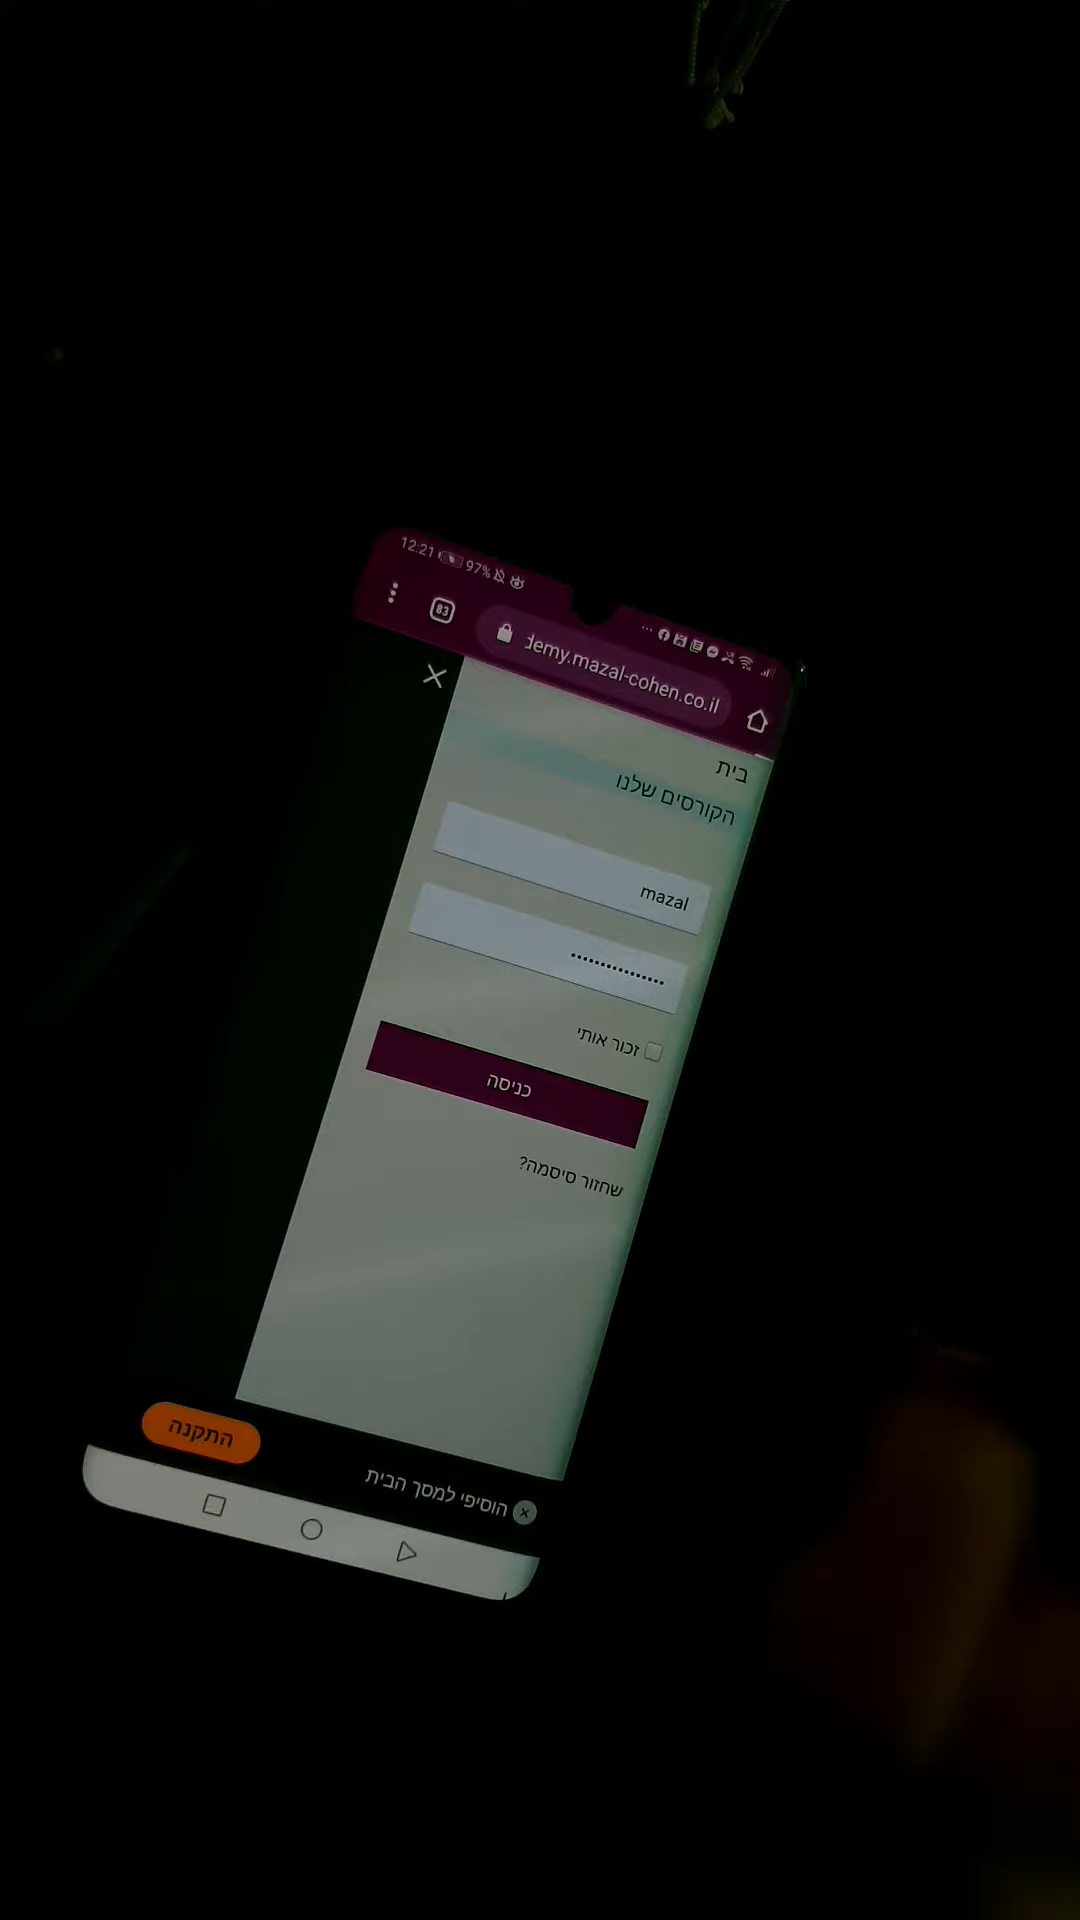 12:21 97%
83
demy.mazal-cohen.co.il
בית
הקורסים שלנו
mazal
••••••••••••••••
זכור אותי
כניסה
שחזור סיסמה?
הוסיפי למסך הבית
התקנה